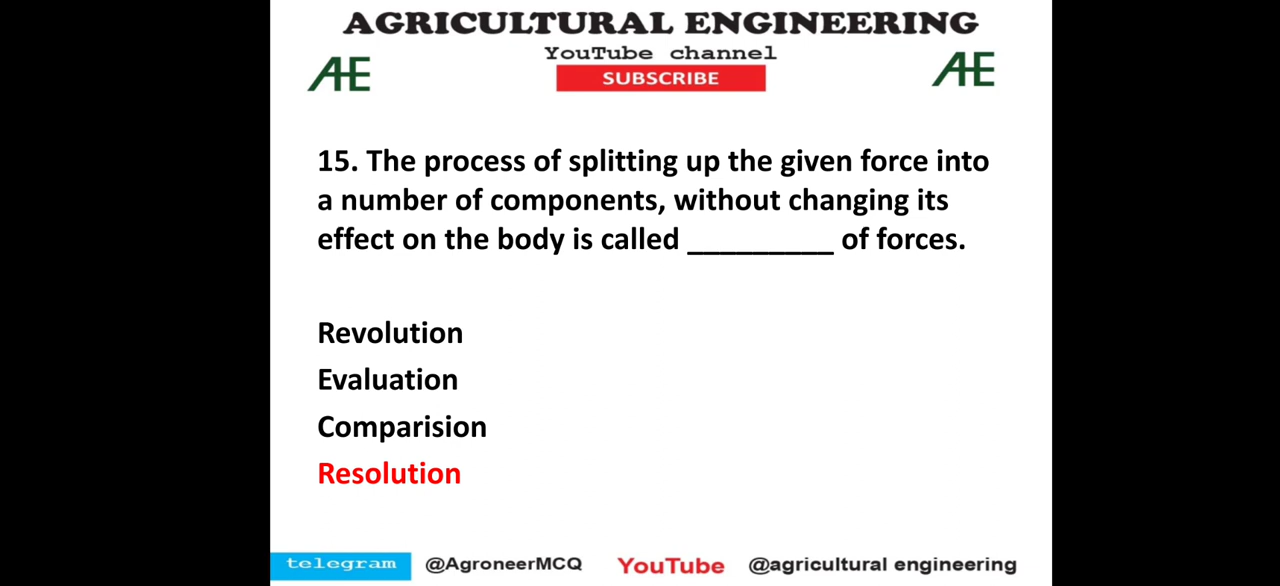 AGRICULTURAL ENGINEERING
YouTube channel
AE SUBSCRIBE AE
15. The process of splitting up the given force into
a number of components, without changing its
effect on the body is called _________ of forces.
Revolution
Evaluation
Comparision
Resolution
telegram @AgroneerMCQ YouTube @agricultural engineering